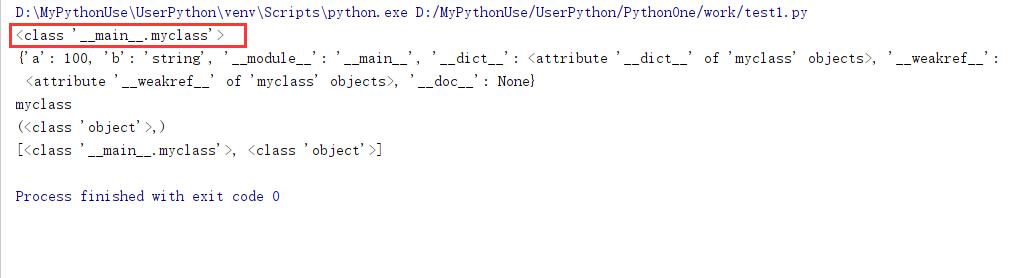 D:\MyPythonUse\UserPython\venv\Scripts\python.exe D:/MyPythonUse/UserPython/PythonOne/work/test1.py
<class '__main__.myclass'>
{'a': 100, 'b': 'string', '__module__': '__main__', '__dict__': <attribute '__dict__' of 'myclass' objects>, '__weakref__':
<attribute '__weakref__' of 'myclass' objects>, '__doc__': None}
myclass
(<class 'object'>,)
[<class '__main__.myclass'>, <class 'object'>]
Process finished with exit code 0